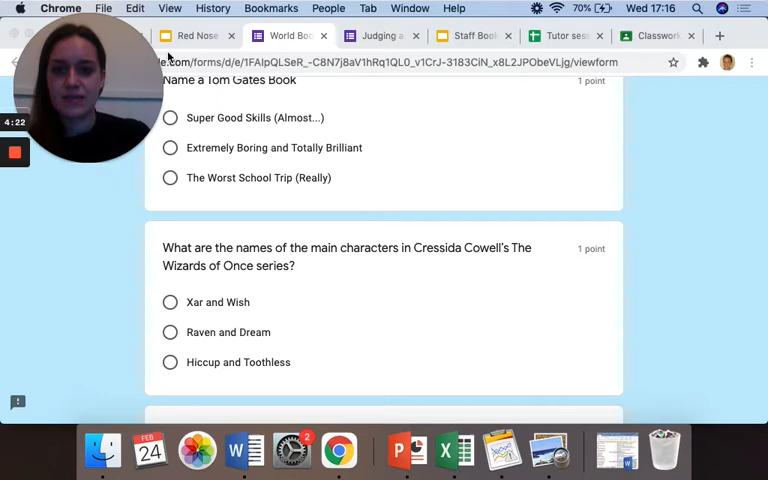 Chrome File Edit View History Bookmarks People Tab Window Help 70% Wed 17:16
Red Nose World Boo Judging a Staff Book Tutor ses Classwork
e.com/forms/d/e/1FAIpQLSeR_-C8N7j8aV1hRq1QL0_v1CrJ-3183CiN_x8L2JPObeVLjg/viewform
Name a Tom Gates Book 1 point
4:22
Super Good Skills (Almost...)
Extremely Boring and Totally Brilliant
The Worst School Trip (Really)
What are the names of the main characters in Cressida Cowell's The 1 point
Wizards of Once series?
Xar and Wish
Raven and Dream
Hiccup and Toothless
FEB
24
W
2
P
X